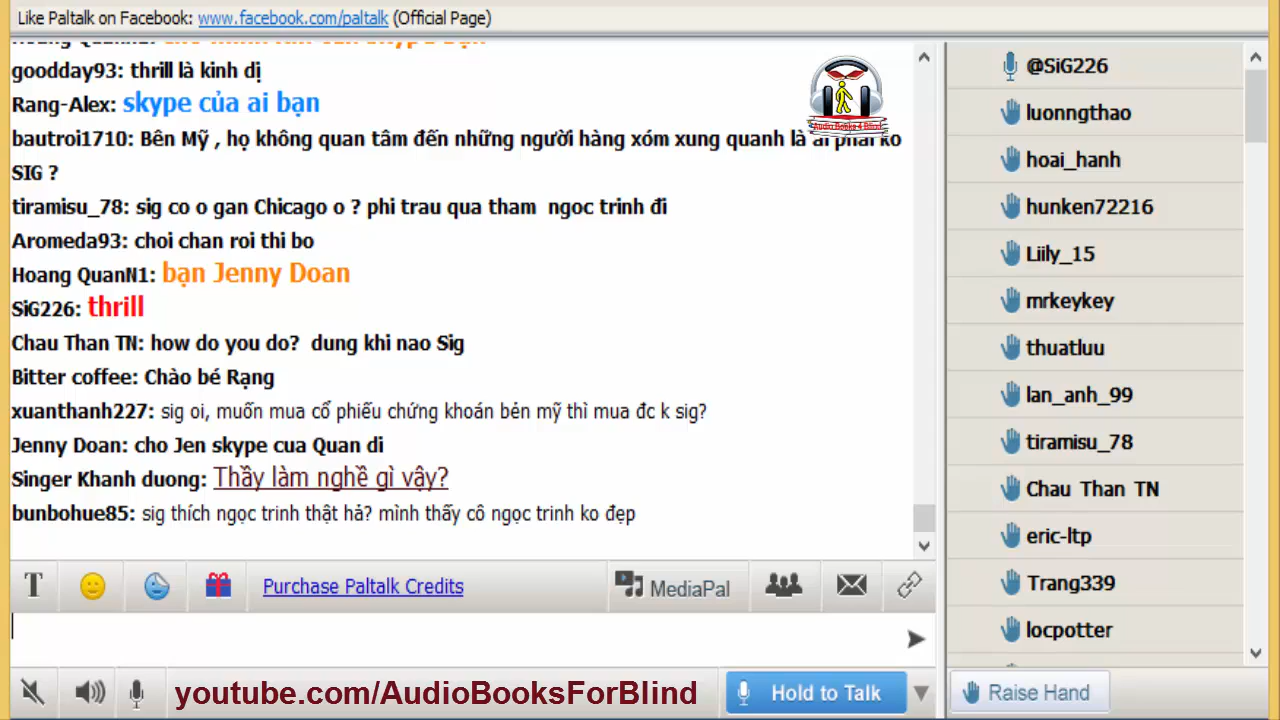 Like Paltalk on Facebook: www.facebook.com/paltalk (Official Page)
goodday93: thrill là kinh dị
Rang-Alex: skype của ai bạn
bautroi1710: Bên Mỹ , họ không quan tâm đến những người hàng xóm xung quanh là ai phải ko
SIG ?
tiramisu_78: sig co o gan Chicago o ? phi trau qua tham ngoc trinh đi
Aromeda93: choi chan roi thi bo
Hoang QuanN1: bạn Jenny Doan
SiG226: thrill
Chau Than TN: how do you do? dung khi nao Sig
Bitter coffee: Chào bé Rạng
xuanthanh227: sig oi, muốn mua cổ phiếu chứng khoán bẻn mỹ thì mua đc k sig?
Jenny Doan: cho Jen skype cua Quan di
Singer Khanh duong: Thầy làm nghề gì vậy?
bunbohue85: sig thích ngọc trinh thật hả? mình thấy cô ngọc trinh ko đẹp
Audio Books 4 Blind
@SiG226
luonngthao
hoai_hanh
hunken72216
Liily_15
mrkeykey
thuatluu
lan_anh_99
tiramisu_78
Chau Than TN
eric-ltp
Trang339
locpotter
T
Purchase Paltalk Credits
MediaPal
youtube.com/AudioBooksForBlind
Hold to Talk
Raise Hand